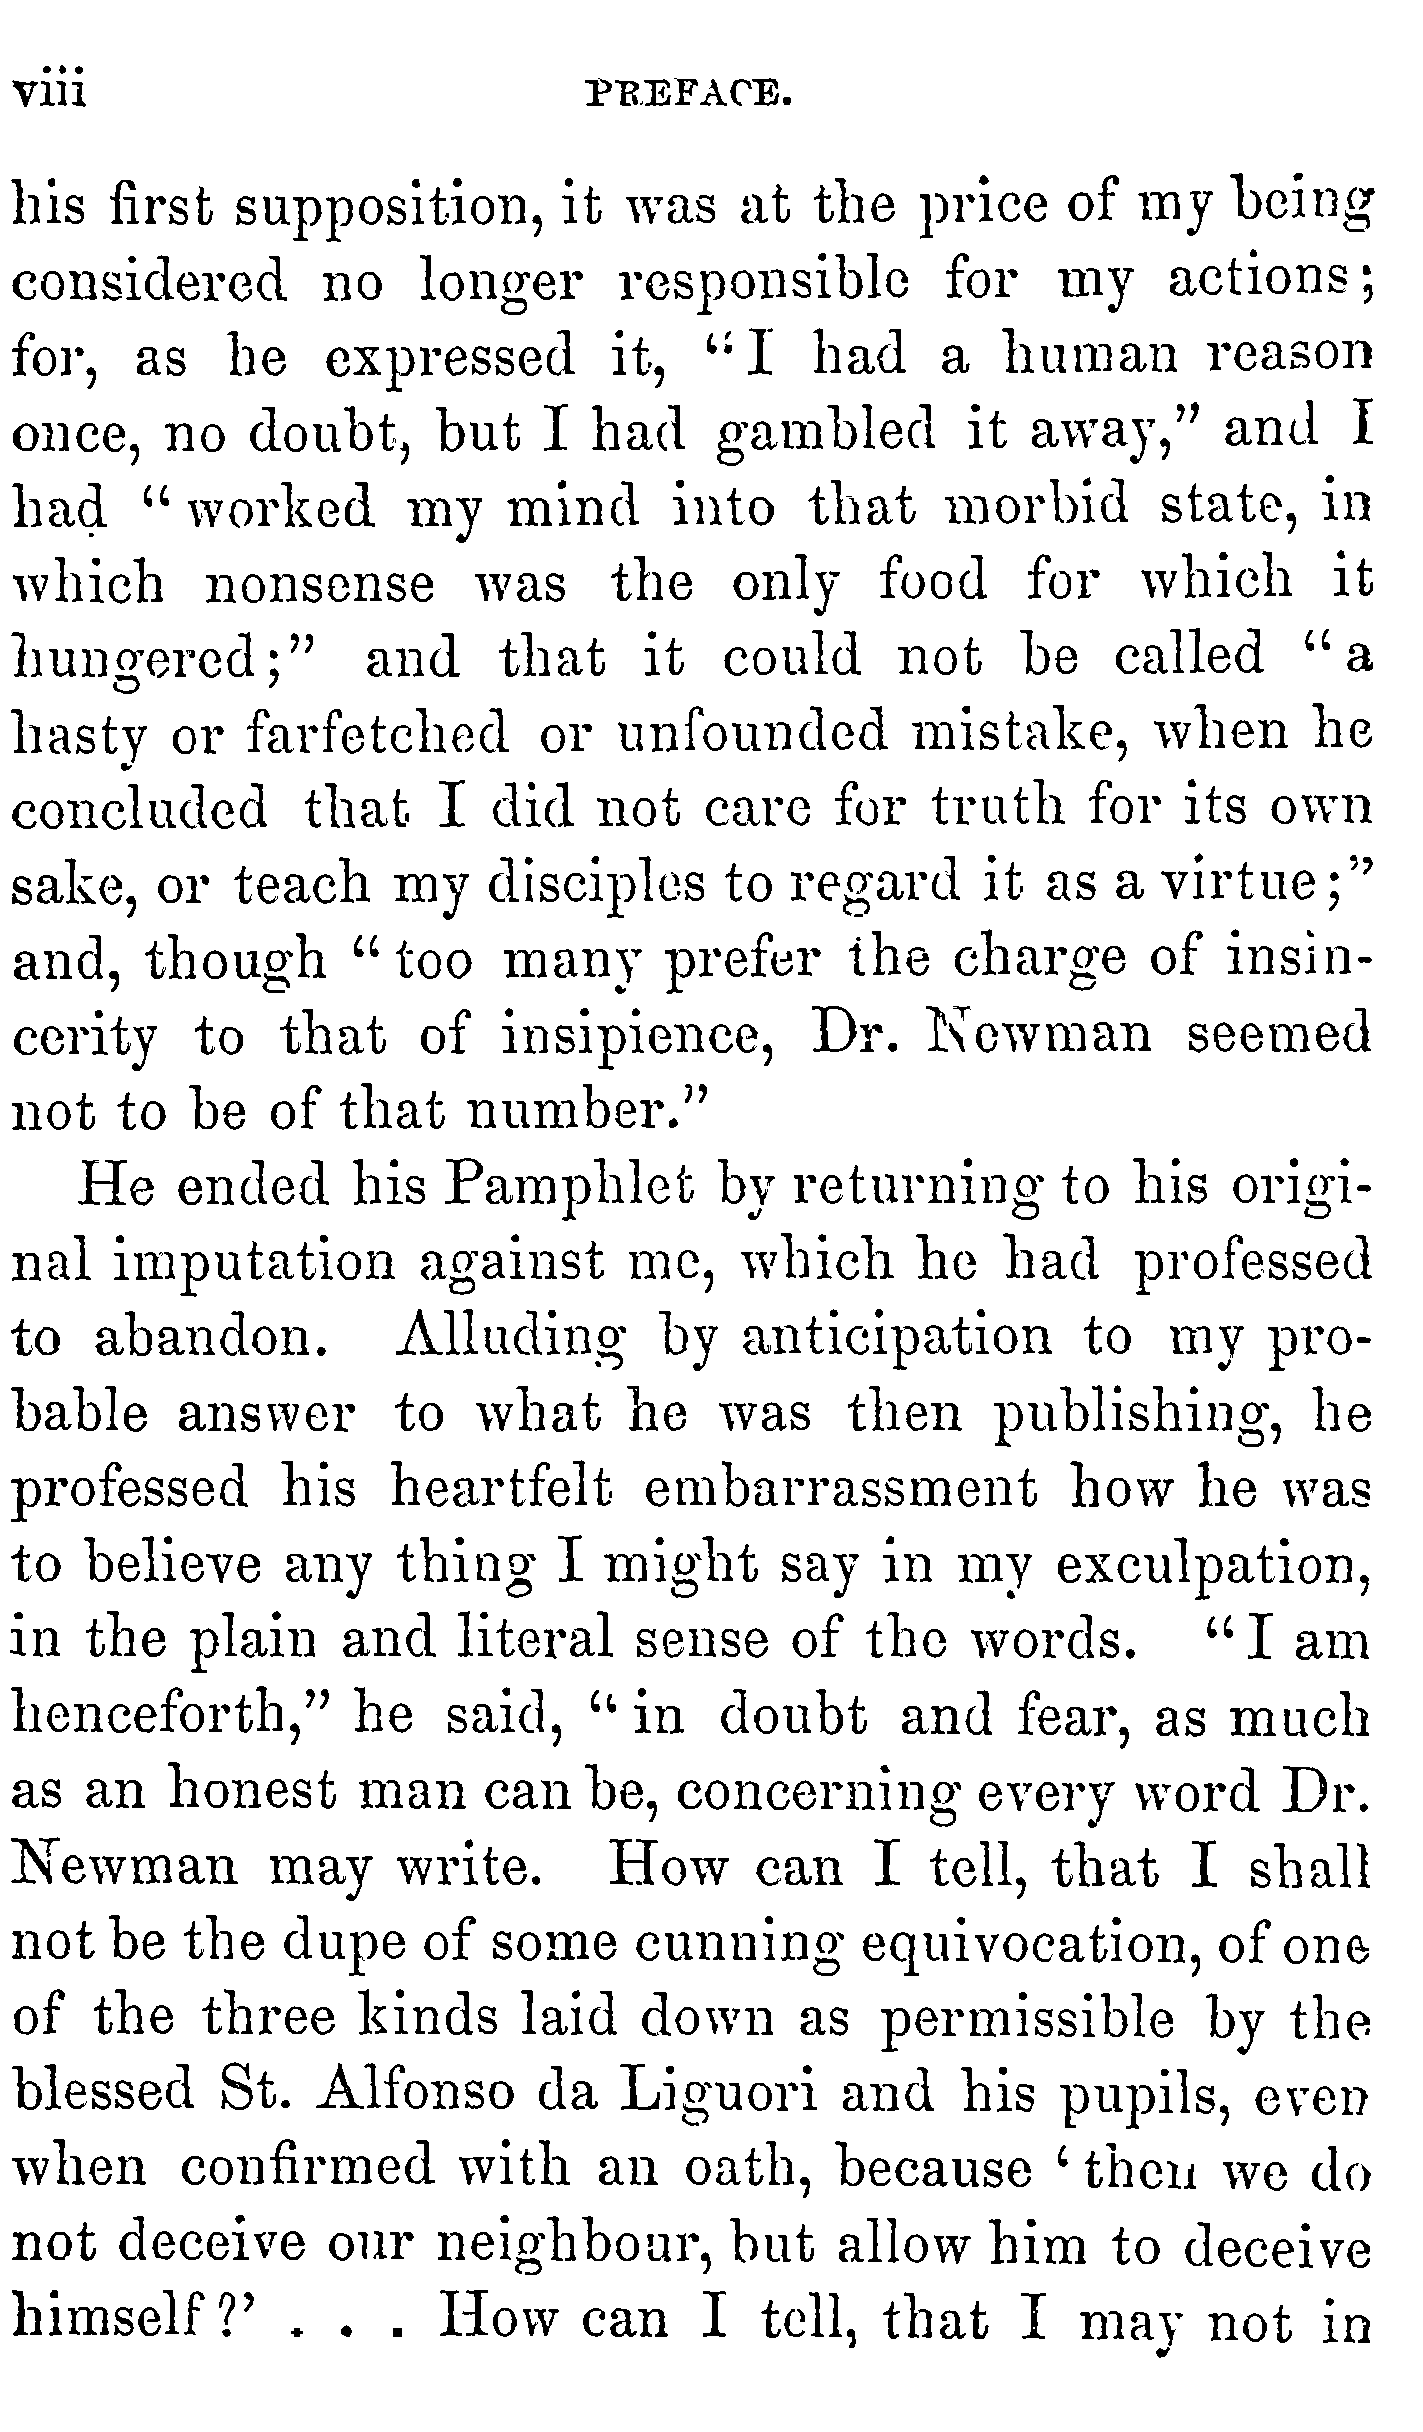 viii PREFACE.
his first supposition, it was at the price of my being
considered no longer responsible for my actions;
for, as he expressed it, “I had a human reason
once, no doubt, but I had gambled it away,” and I
had “worked my mind into that morbid state, in
which nonsense was the only food for which it
hungered;” and that it could not be called “a
hasty or farfetched or unfounded mistake, when he
concluded that I did not care for truth for its own
sake, or teach my disciples to regard it as a virtue;”
and, though “too many prefer the charge of insin-
cerity to that of insipience, Dr. Newman seemed
not to be of that number.”
He ended his Pamphlet by returning to his origi-
nal imputation against me, which he had professed
to abandon. Alluding by anticipation to my pro-
bable answer to what he was then publishing, he
professed his heartfelt embarrassment how he was
to believe any thing I might say in my exculpation,
in the plain and literal sense of the words. “I am
henceforth,” he said, “in doubt and fear, as much
as an honest man can be, concerning every word Dr.
Newman may write. How can I tell, that I shall
not be the dupe of some cunning equivocation, of one
of the three kinds laid down as permissible by the
blessed St. Alfonso da Liguori and his pupils, even
when confirmed with an oath, because ‘then we do
not deceive our neighbour, but allow him to deceive
himself?’ . . . How can I tell, that I may not in